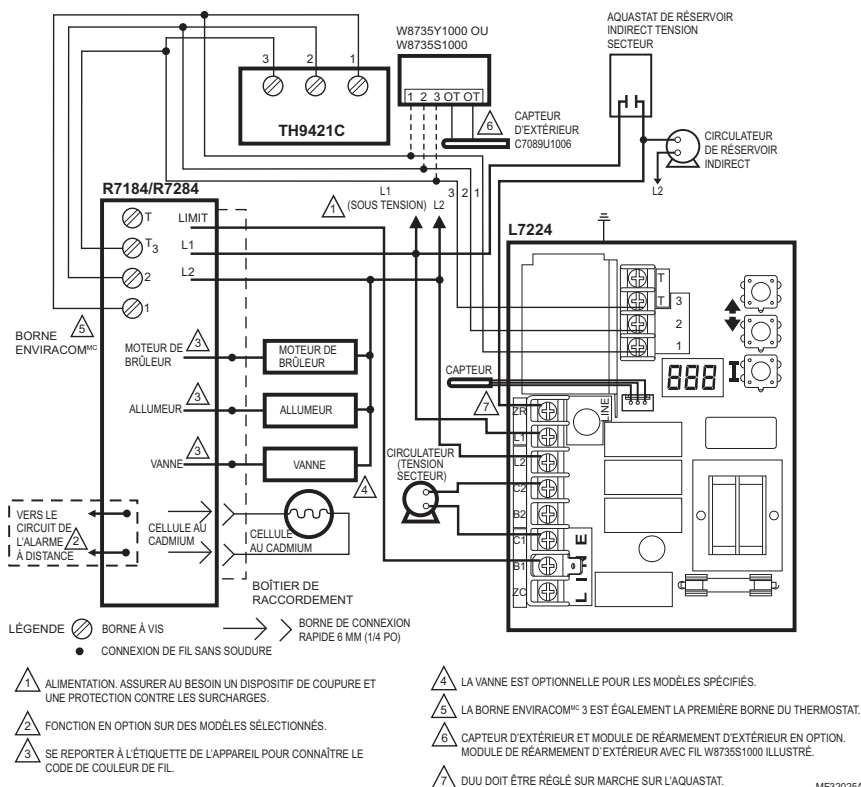 W8735Y1000 OU
W8735S1000
AQUASTAT DE RÉSERVOIR
INDIRECT TENSION
SECTEUR
3 2 1
TH9421C
1 2 3 OT OT
6
CAPTEUR
D'EXTÉRIEUR
C7089U1006
CIRCULATEUR
DE RÉSERVOIR
INDIRECT
L2
R7184/R7284
1
L1
(SOUS TENSION)
L2
3 2 1
L7224
T
T3
2
1
LIMIT
L1
L2
T
T
3
2
1
5
BORNE
ENVIRACOMMC
MOTEUR DE
BRÛLEUR
3
MOTEUR DE
BRÛLEUR
ALLUMEUR
3
ALLUMEUR
VANNE
3
VANNE
4
CAPTEUR
7
888
LINE
ZR
L1
L2
C2
B2
C1
B1
ZC
LINE
CIRCULATEUR
(TENSION
SECTEUR)
VERS LE
CIRCUIT DE
L'ALARME
À DISTANCE
2
CELLULE AU
CADMIUM
CELLULE
AU CADMIUM
BOÎTIER DE
RACCORDEMENT
LÉGENDE
BORNE À VIS
BORNE DE CONNEXION
RAPIDE 6 MM (1/4 PO)
CONNEXION DE FIL SANS SOUDURE
1 ALIMENTATION. ASSURER AU BESOIN UN DISPOSITIF DE COUPURE ET
UNE PROTECTION CONTRE LES SURCHARGES.
2 FONCTION EN OPTION SUR DES MODÈLES SÉLECTIONNÉS.
3 SE REPORTER À L'ÉTIQUETTE DE L'APPAREIL POUR CONNAÎTRE LE
CODE DE COULEUR DE FIL.
4 LA VANNE EST OPTIONNELLE POUR LES MODÈLES SPÉCIFIÉS.
5 LA BORNE ENVIRACOMMC 3 EST ÉGALEMENT LA PREMIÈRE BORNE DU THERMOSTAT.
6 CAPTEUR D'EXTÉRIEUR ET MODULE DE RÉARMEMENT D'EXTÉRIEUR EN OPTION.
MODULE DE RÉARMEMENT D`EXTÉRIEUR AVEC FIL W8735S1000 ILLUSTRÉ.
7 DUU DOIT ÊTRE RÉGLÉ SUR MARCHE SUR L'AQUASTAT.